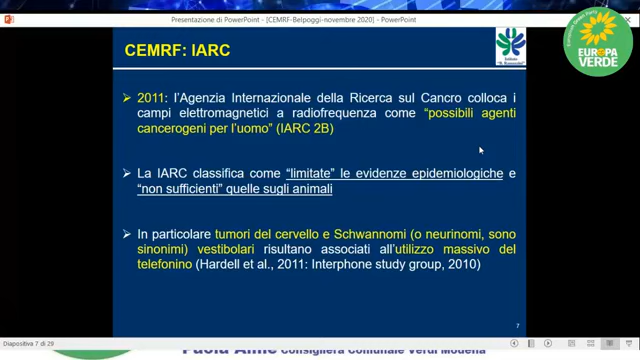 Presentazione di PowerPoint - [CEMRF-Belpoggi-novembre 2020] - PowerPoint
CEMRF: IARC
2011: l'Agenzia Internazionale della Ricerca sul Cancro colloca i
campi elettromagnetici a radiofrequenza come "possibili agenti
cancerogeni per l'uomo" (IARC 2B)
La IARC classifica come "limitate" le evidenze epidemiologiche e
"non sufficienti" quelle sugli animali
In particolare tumori del cervello e Schwannomi (o neurinomi, sono
sinonimi) vestibolari risultano associati all'utilizzo massivo del
telefonino (Hardell et al., 2011: Interphone study group, 2010)
7
Diapositiva 7 di 29
EUROPA
VERDE
European Green Party
Consigliera Comunale Verdi Modena